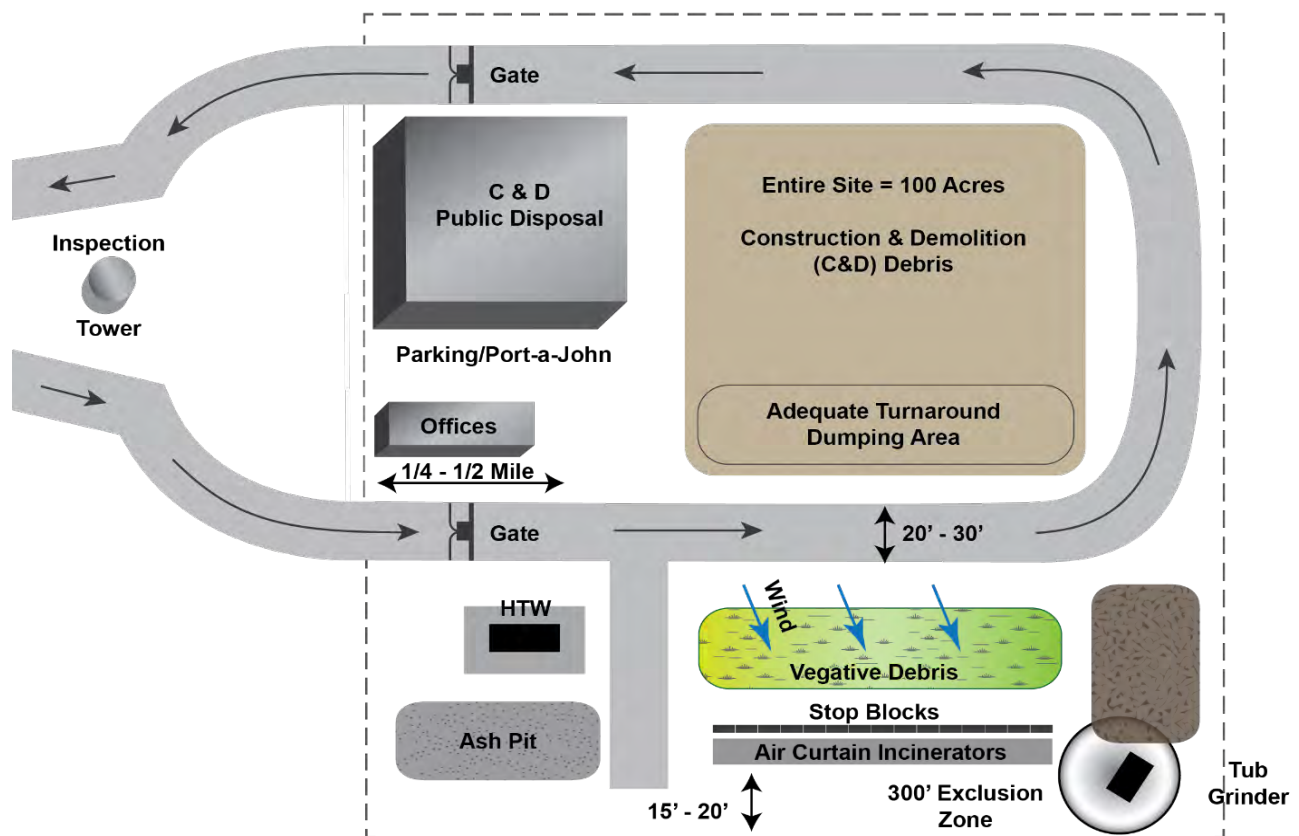 Gate
C & D
Public Disposal
Entire Site = 100 Acres
Construction & Demolition
(C&D) Debris
Inspection
Tower
Parking/Port-a-John
Adequate Turnaround
Dumping Area
Offices
1/4 - 1/2 Mile
Gate
20’ - 30’
HTW
Wind
Vegative Debris
Stop Blocks
Ash Pit
Air Curtain Incinerators
15’ - 20’
300’ Exclusion
Zone
Tub
Grinder